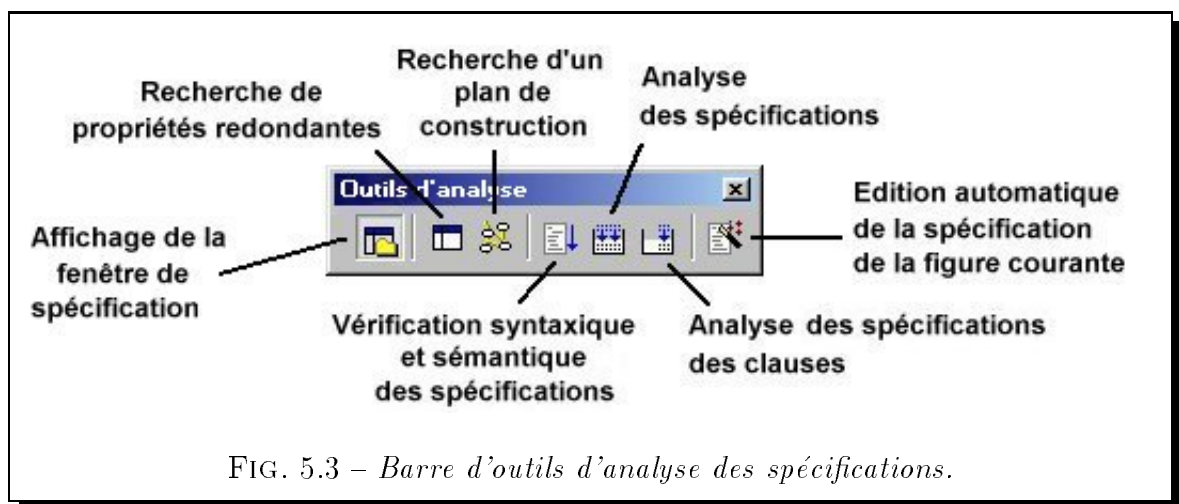 Recherche d'un
plan de
construction
Analyse
des spécifications
Recherche de
propriétés redondantes
Outils d'analyse
Edition automatique
de la spécification
de la figure courante
Affichage de la
fenêtre de
spécification
Vérification syntaxique
et sémantique
des spécifications
Analyse des spécifications
des clauses
FIG. 5.3 – Barre d'outils d'analyse des spécifications.